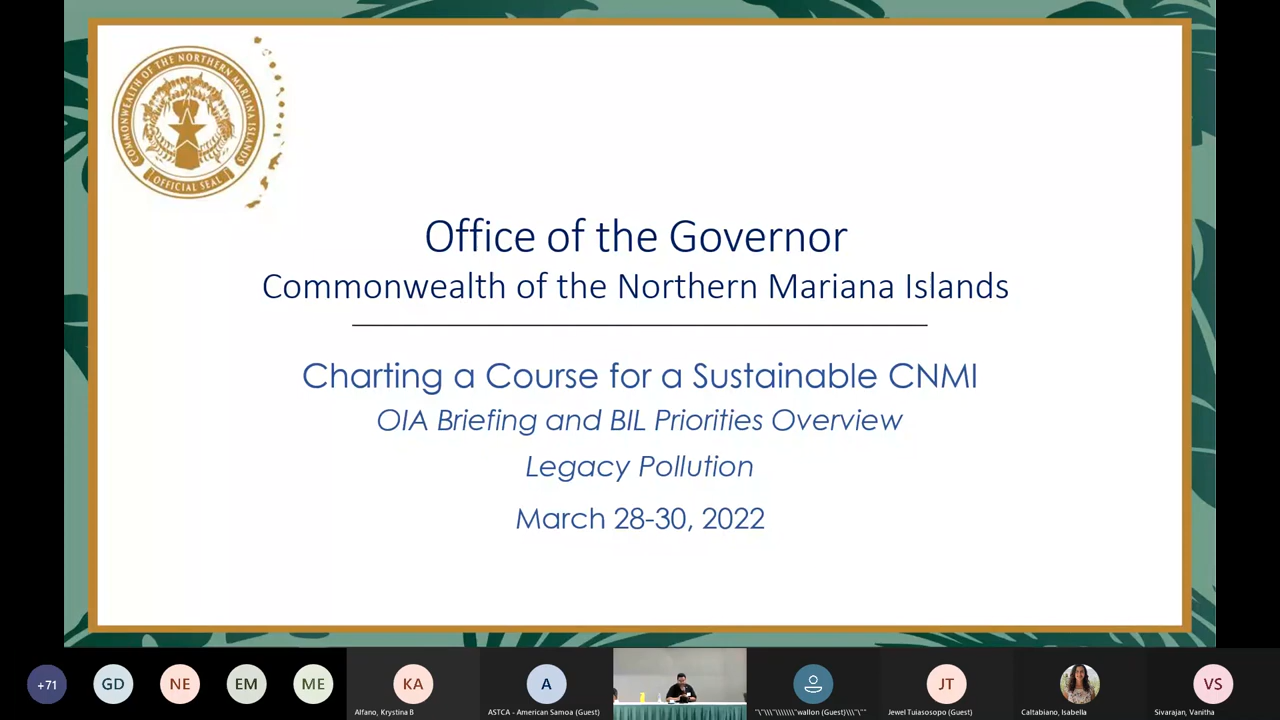 COMMONWEALTH OF THE NORTHERN MARIANA ISLANDS
OFFICIAL SEAL
Office of the Governor
Commonwealth of the Northern Mariana Islands
Charting a Course for a Sustainable CNMI
OIA Briefing and BIL Priorities Overview
Legacy Pollution
March 28-30, 2022
+71
GD
NE
EM
ME
KA
A
JT
VS
Alfano, Krystina B
ASTCA - American Samoa (Guest)
"\"\\\"\\\\\\\"wallon (Guest)\\\"\""
Jewel Tuiasosopo (Guest)
Caltabiano, Isabella
Sivarajan, Vanitha